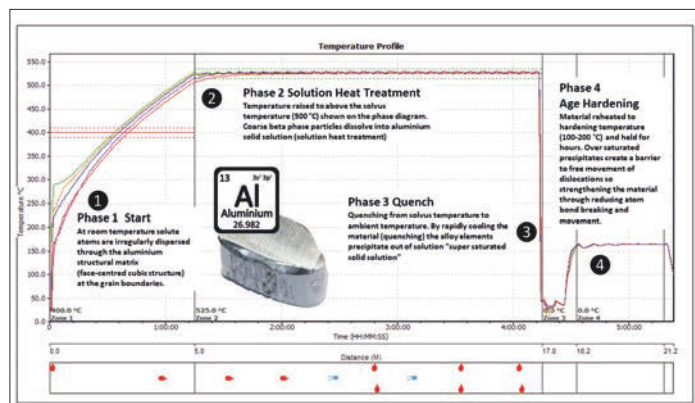 Temperature Profile
550.0
500.0
450.0
400.0
350.0
300.0
250.0
200.0
150.0
100.0
50.0
0.0
Temperature °C
1
Phase 1 Start
At room temperature solute
atoms are irregularly dispersed
through the aluminium
structural matrix
(face-centred cubic structure)
at the grain boundaries.
2
Phase 2 Solution Heat Treatment
Temperature raised to above the solvus
temperature (500 °C) shown on the phase diagram.
Coarse beta phase particles dissolve into aluminium
solid solution (solution heat treatment)
13
3s² 3p¹
Al
Aluminium
26.982
Phase 3 Quench
Quenching from solvus temperature to
ambient temperature. By rapidly cooling the
material (quenching) the alloy elements
precipitate out of solution "super saturated
solid solution"
3
Phase 4
Age Hardening
Material reheated to
hardening temperature
(100-200 °C) and held for
hours. Over saturated
precipitates create a barrier
to free movement of
dislocations so
strengthening the material
through reducing atom
bond breaking and
movement.
4
400.0 °C
Zone 1
525.0 °C
Zone 2
Zone 3
0.0 °C
Zone 4
1:00:00
2:00:00
3:00:00
4:00:00
5:00:00
Time (HH:MM:SS)
0.0
5.0
17.0
18.2
21.2
Distance (M)